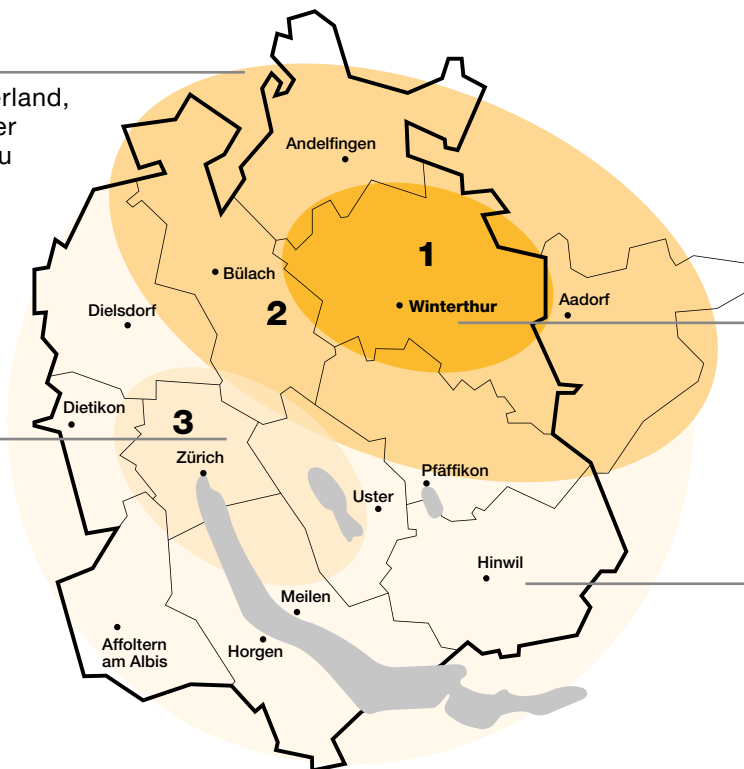 erland,
er
u
Andelfingen
1
Bülach
Winterthur
Aadorf
2
Dielsdorf
Dietikon
3
Zürich
Pfäffikon
Uster
Hinwil
Meilen
Affoltern
am Albis
Horgen